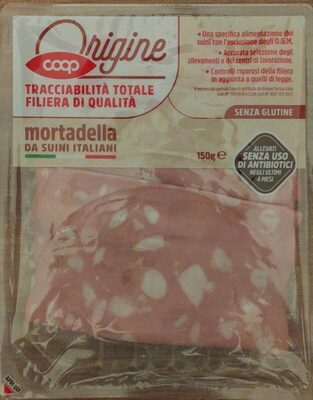 Origine
coop
TRACCIABILITÀ TOTALE
FILIERA DI QUALITÀ
• Una specifica alimentazione dei
suini con l'esclusione degli O.G.M.
• Accurata selezione degli
allevamenti e dei centri di lavorazione.
• Controlli rigorosi della filiera
in aggiunta a quelli di legge.
SENZA GLUTINE
mortadella
DA SUINI ITALIANI
150g e
ALLEVATI
SENZA USO
DI ANTIBIOTICI
NEGLI ULTIMI
4 MESI
APRI QUI